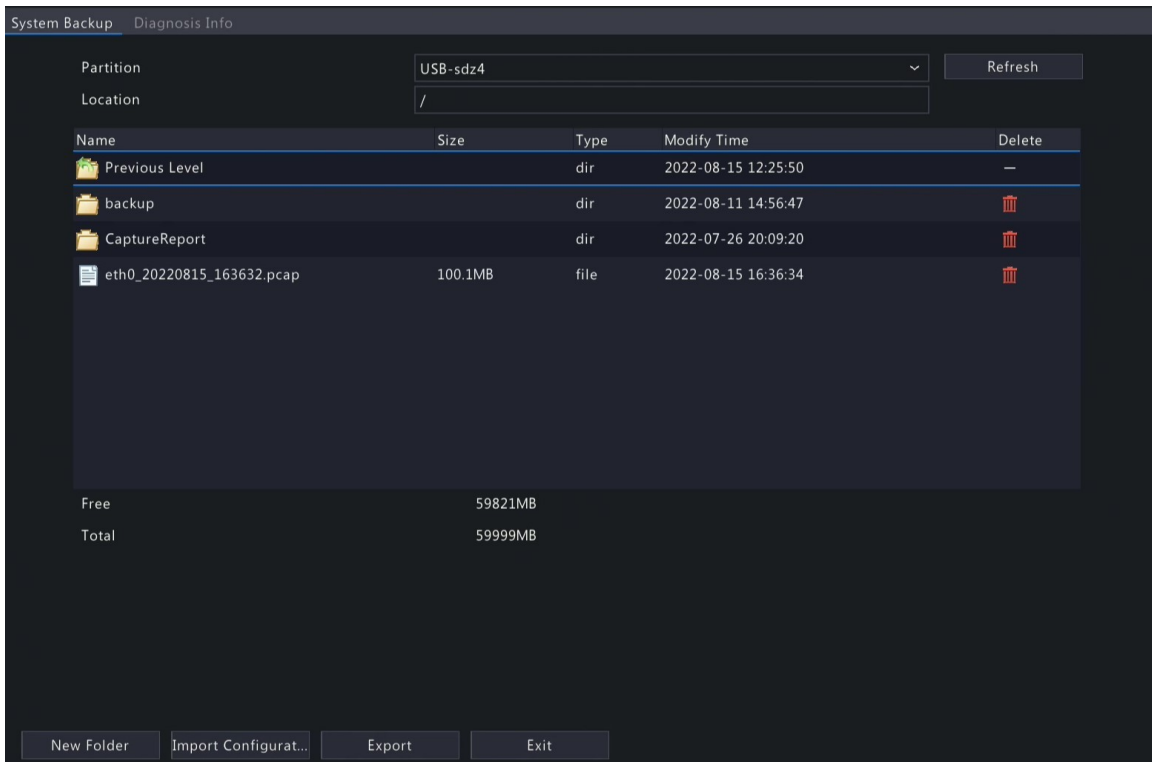 System Backup Diagnosis Info
Partition USB-sdz4 Refresh
Location /
Name Size Type Modify Time Delete
Previous Level dir 2022-08-15 12:25:50 —
backup dir 2022-08-11 14:56:47
CaptureReport dir 2022-07-26 20:09:20
eth0_20220815_163632.pcap 100.1MB file 2022-08-15 16:36:34
Free 59821MB
Total 59999MB
New Folder Import Configurat... Export Exit